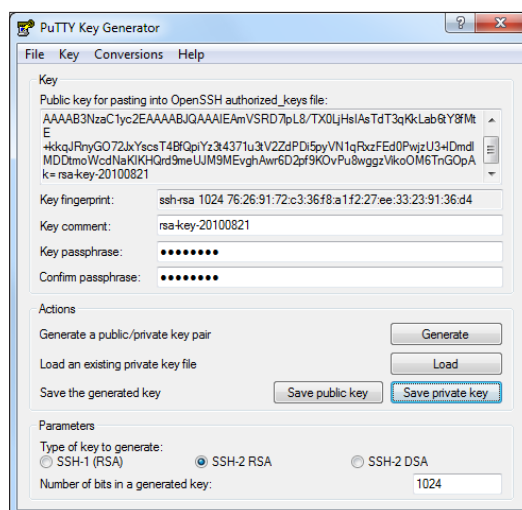 PuTTY Key Generator
File Key Conversions Help
Key
Public key for pasting into OpenSSH authorized_keys file:
AAAAB3NzaC1yc2EAAAABJQAAAIEAmVSRD7lpL8/TX0LjHsIAsTdT3qKkLab6tY8fMt
E
+kkqJRnyGO72JxYscsT4BfQpiYz3t4371u3tV2ZdPDi5pyVN1qRxzFEd0PwjzU3+IDmdl
MDDtmoWcdNaKIKHQrd9meUJM9MEvghAwr6D2pf9KOvPu8wggzVikoOM6TnGOpA
k= rsa-key-20100821
Key fingerprint: ssh-rsa 1024 76:26:91:72:c3:36:f8:a1:f2:27:ee:33:23:91:36:d4
Key comment: rsa-key-20100821
Key passphrase: ●●●●●●●●
Confirm passphrase: ●●●●●●●●
Actions
Generate a public/private key pair Generate
Load an existing private key file Load
Save the generated key Save public key Save private key
Parameters
Type of key to generate:
SSH-1 (RSA) SSH-2 RSA SSH-2 DSA
Number of bits in a generated key: 1024